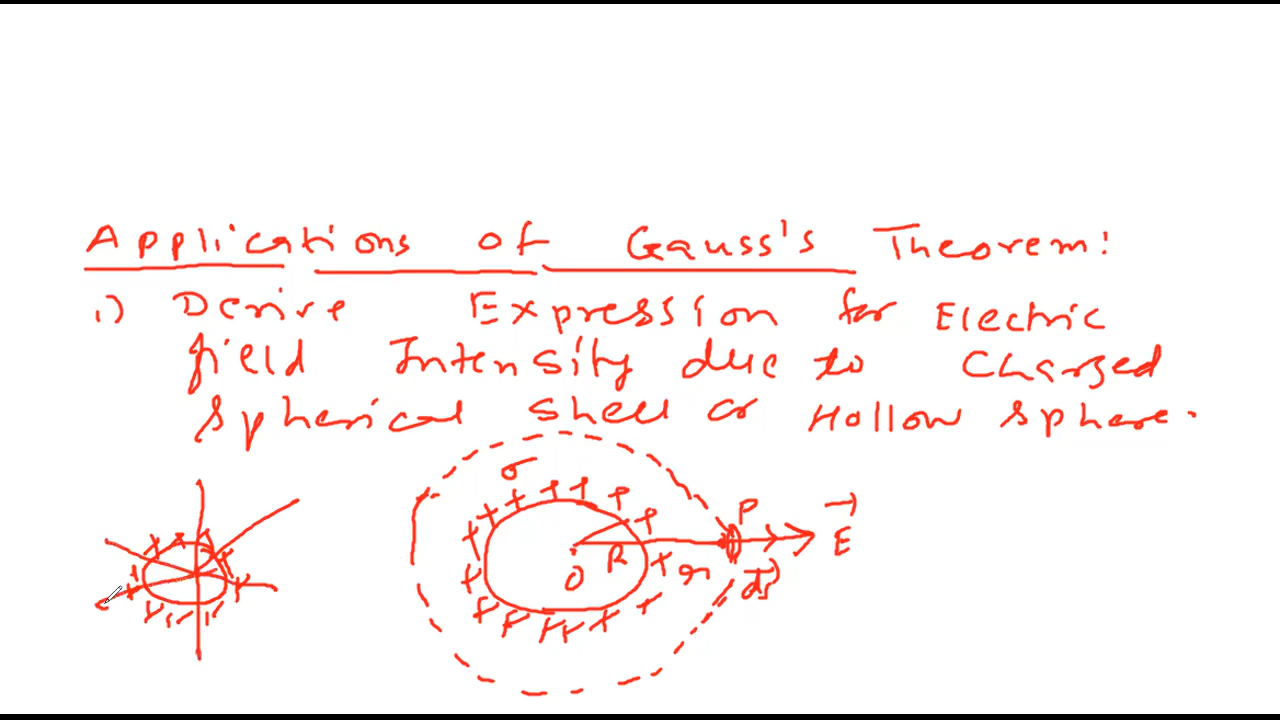 Applications of Gauss's Theorem:
1) Derive Expression for Electric
field Intensity due to Charged
Spherical Shell or Hollow Sphere.
σ
+ + + + + + + + + + + + + + + +
P
E
O
R
r
ds